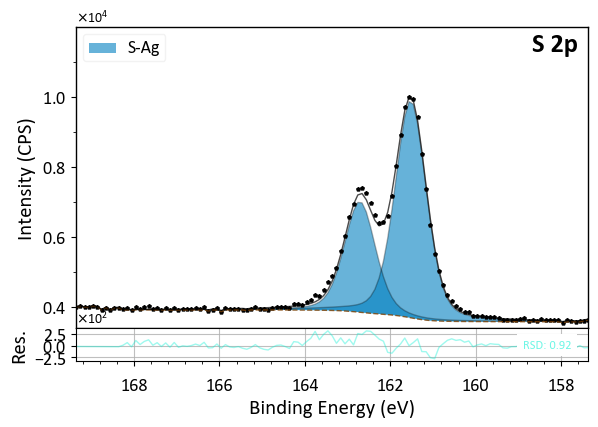 ×10⁴
S-Ag
S 2p
1.0
0.8
0.6
0.4
Intensity (CPS)
×10²
2.5
0.0
−2.5
Res.
RSD: 0.92
168 166 164 162 160 158
Binding Energy (eV)